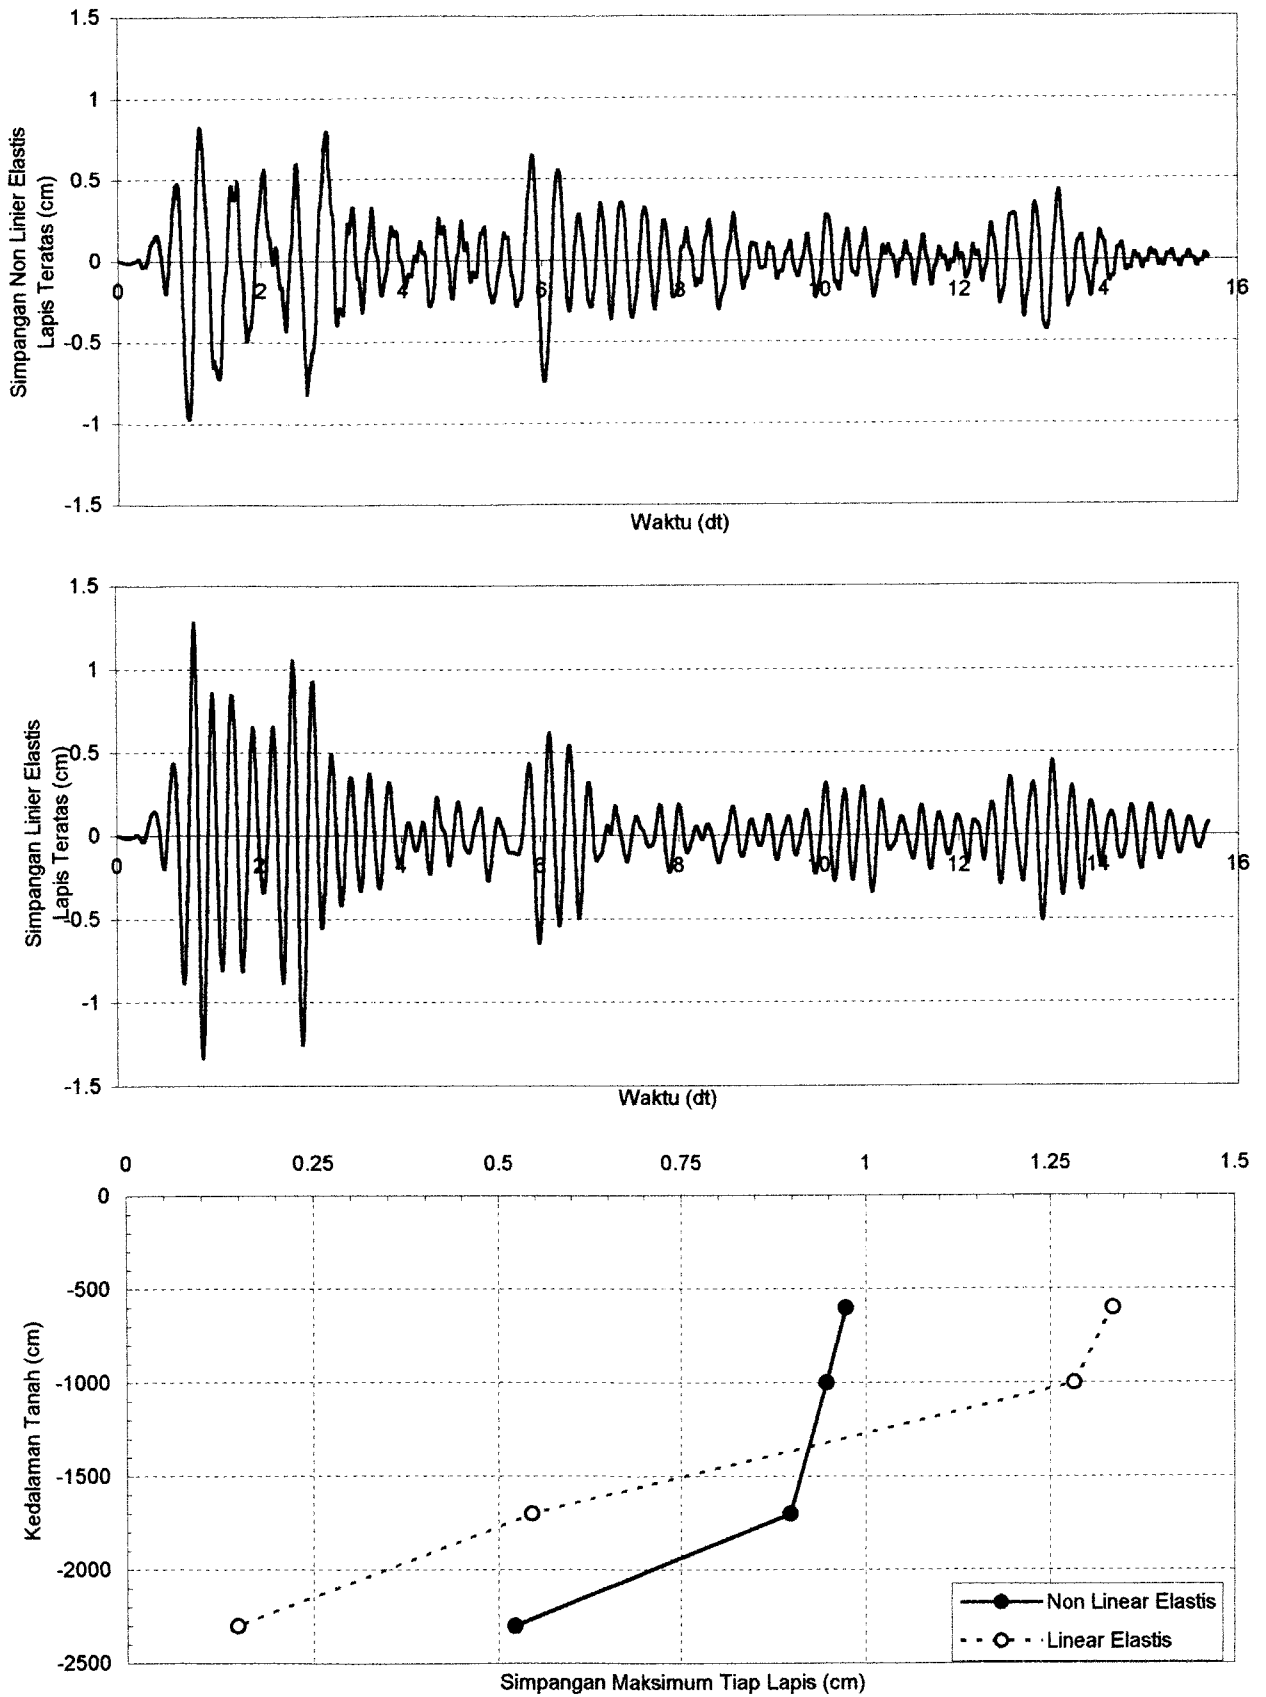 1.5
1
0.5
0
-0.5
-1
-1.5
Simpangan Non Linier Elastis
Lapis Teratas (cm)
0 2 4 6 8 10 12 14 16
Waktu (dt)
1.5
1
0.5
0
-0.5
-1
-1.5
Simpangan Linier Elastis
Lapis Teratas (cm)
0 2 4 6 8 10 12 14 16
Waktu (dt)
0 0.25 0.5 0.75 1 1.25 1.5
0
-500
-1000
-1500
-2000
-2500
Kedalaman Tanah (cm)
Non Linear Elastis
Linear Elastis
Simpangan Maksimum Tiap Lapis (cm)